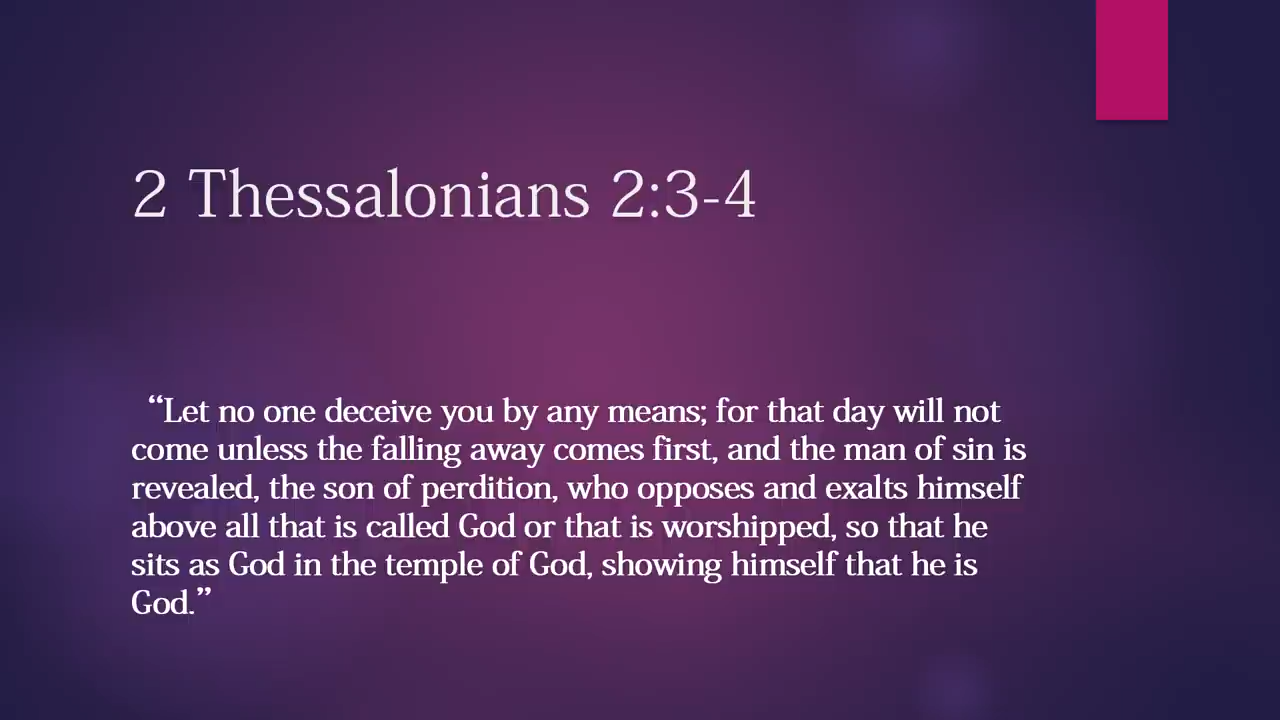 2 Thessalonians 2:3-4
“Let no one deceive you by any means; for that day will not
come unless the falling away comes first, and the man of sin is
revealed, the son of perdition, who opposes and exalts himself
above all that is called God or that is worshipped, so that he
sits as God in the temple of God, showing himself that he is
God.”